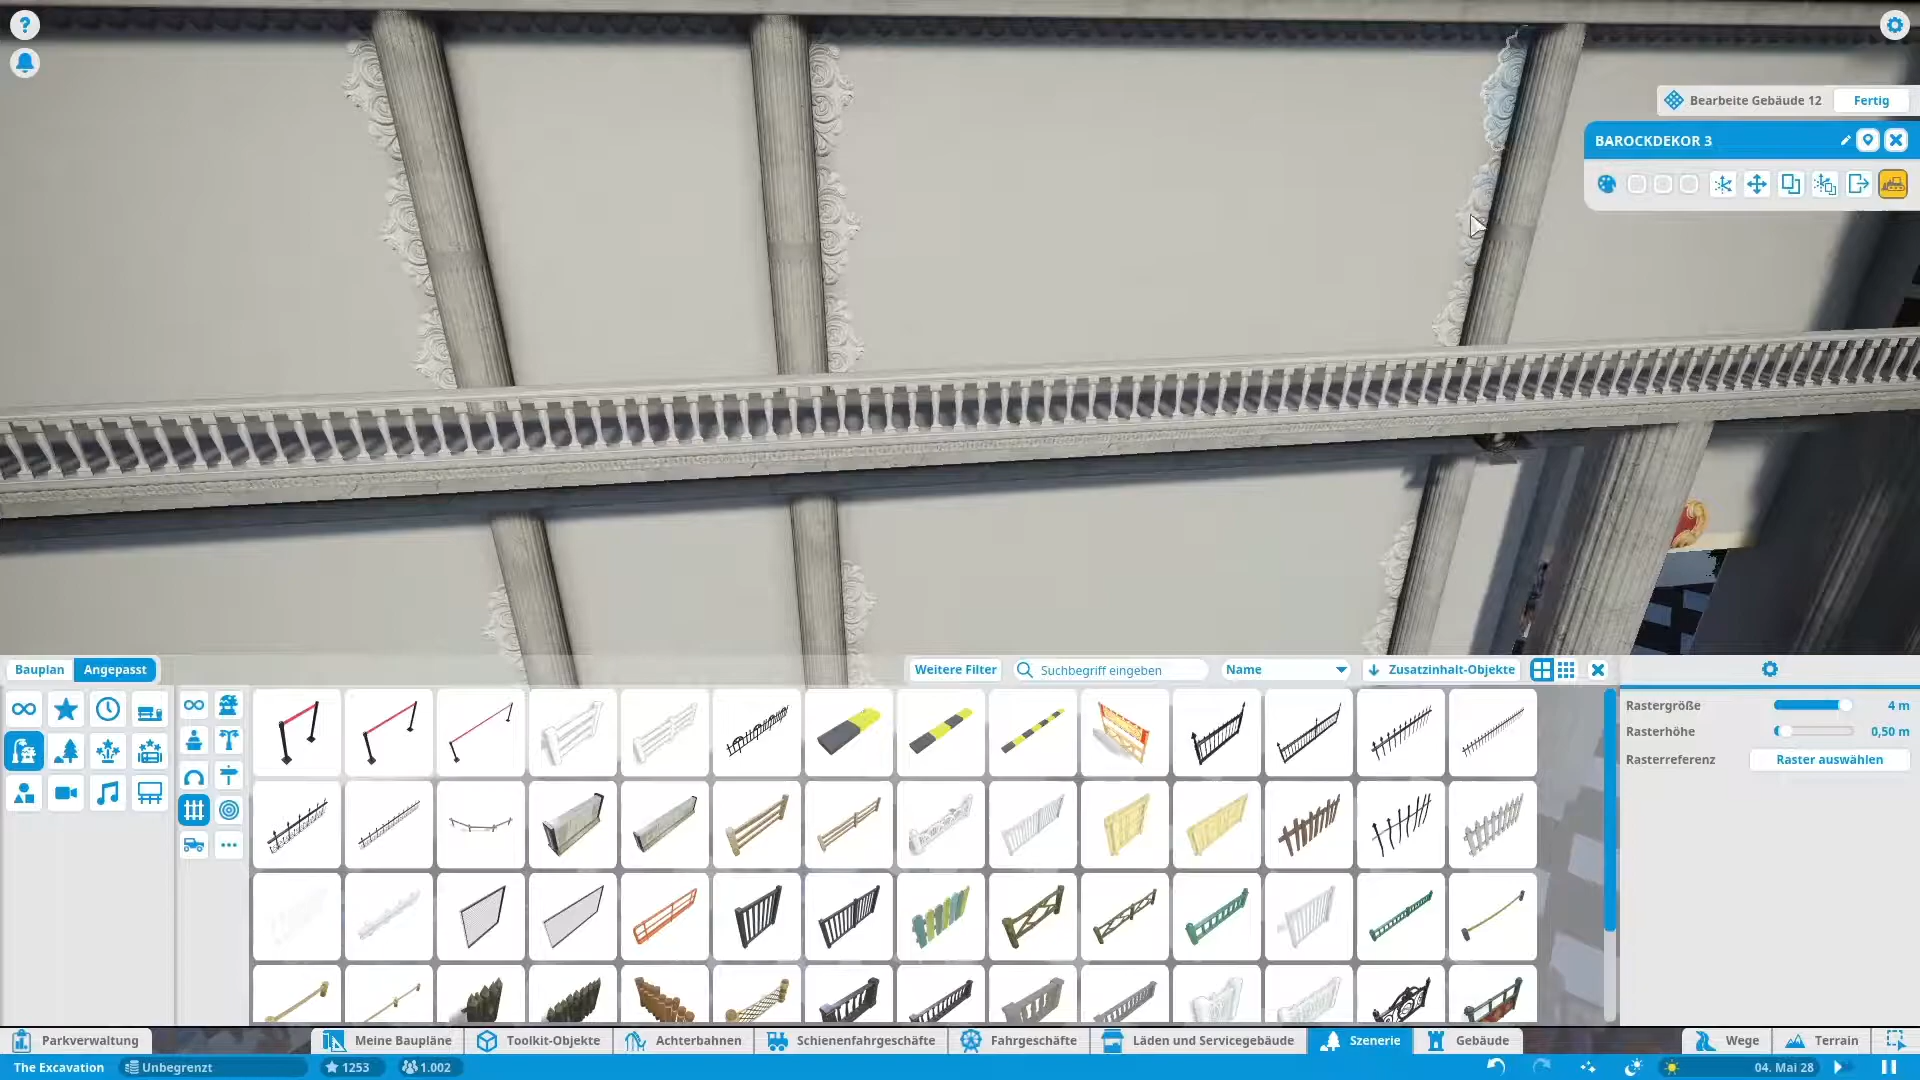 Bearbeite Gebäude 12
Fertig
BAROCKDEKOR 3
Bauplan
Angepasst
Weitere Filter
Suchbegriff eingeben
Name
Zusatzinhalt-Objekte
Rastergröße
4 m
Rasterhöhe
0,50 m
Rasterreferenz
Raster auswählen
Parkverwaltung
Meine Baupläne
Toolkit-Objekte
Achterbahnen
Schienenfahrgeschäfte
Fahrgeschäfte
Läden und Servicegebäude
Szenerie
Gebäude
Wege
Terrain
The Excavation
Unbegrenzt
1253
1.002
04. Mai 28